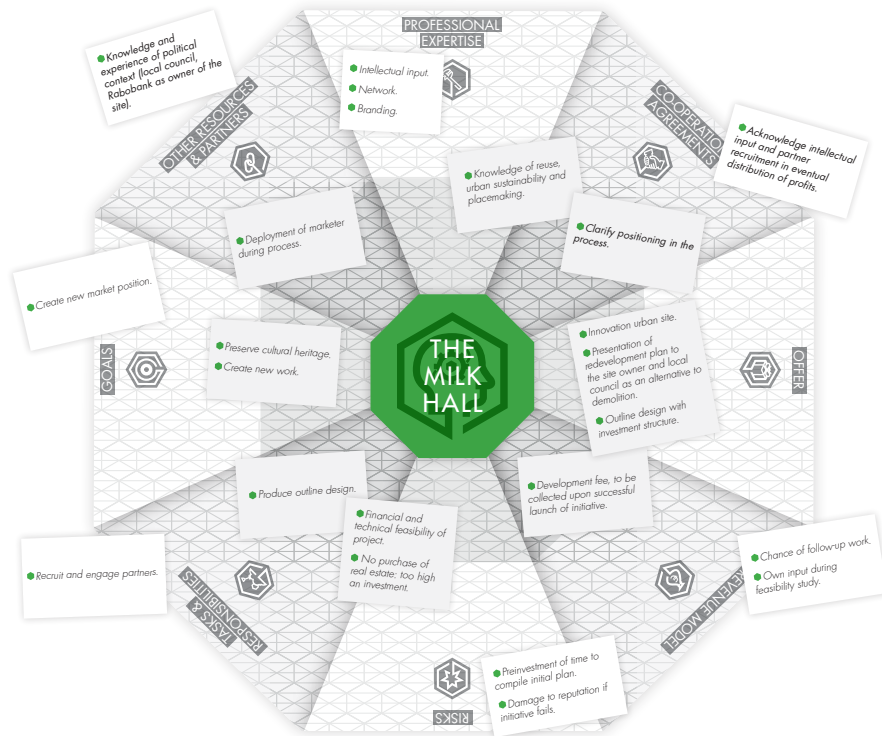 PROFESSIONAL
EXPERTISE
Knowledge and
experience of political
context (local council,
Rabobank as owner of the
site).
Intellectual input.
Network.
Branding.
OTHER RESOURCES
& PARTNERS
COOPERATIO
AGREEMENTS
Acknowledge intellectual
input and partner
recruitment in eventual
distribution of profits.
Knowledge of reuse,
urban sustainability and
placemaking.
Deployment of marketer
during process.
Clarify positioning in the
process.
Create new market position.
Preserve cultural heritage.
Create new work.
GOALS
THE
MILK
HALL
Innovation urban site.
Presentation of
redevelopment plan to
the site owner and local
council as an alternative to
demolition.
Outline design with
investment structure.
OFFER
Produce outline design.
Development fee, to be
collected upon successful
launch of initiative.
Financial and
technical feasibility of
project.
No purchase of
real estate; too high
an investment.
Recruit and engage partners.
TASKS &
RESPONSIBILITIES
Chance of follow-up work.
Own input during
feasibility study.
REVENUE MODEL
Preinvestment of time to
compile initial plan.
Damage to reputation if
initiative fails.
RISKS